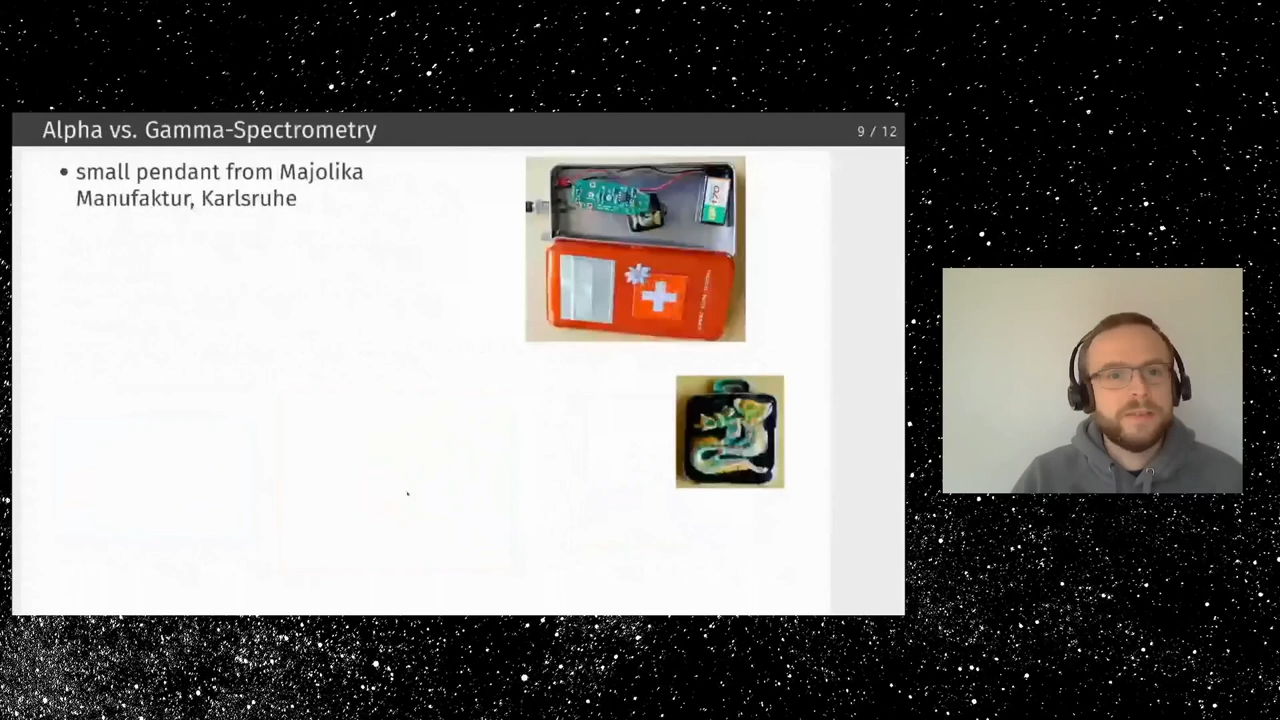 Alpha vs. Gamma-Spectrometry
9 / 12
• small pendant from Majolika
Manufaktur, Karlsruhe